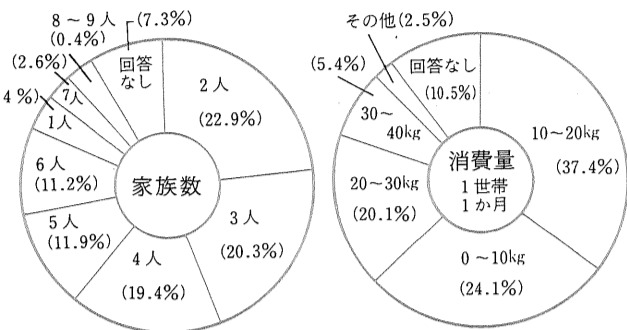 8～9人
(0.4%)
(7.3%)
(2.6%)
7人
4%)
1人
回答
なし
2人
(22.9%)
6人
(11.2%)
家族数
5人
(11.9%)
3人
(20.3%)
4人
(19.4%)
その他(2.5%)
(5.4%)
回答なし
(10.5%)
30～
40kg
10～20kg
(37.4%)
消費量
1世帯
1か月
20～30kg
(20.1%)
0～10kg
(24.1%)